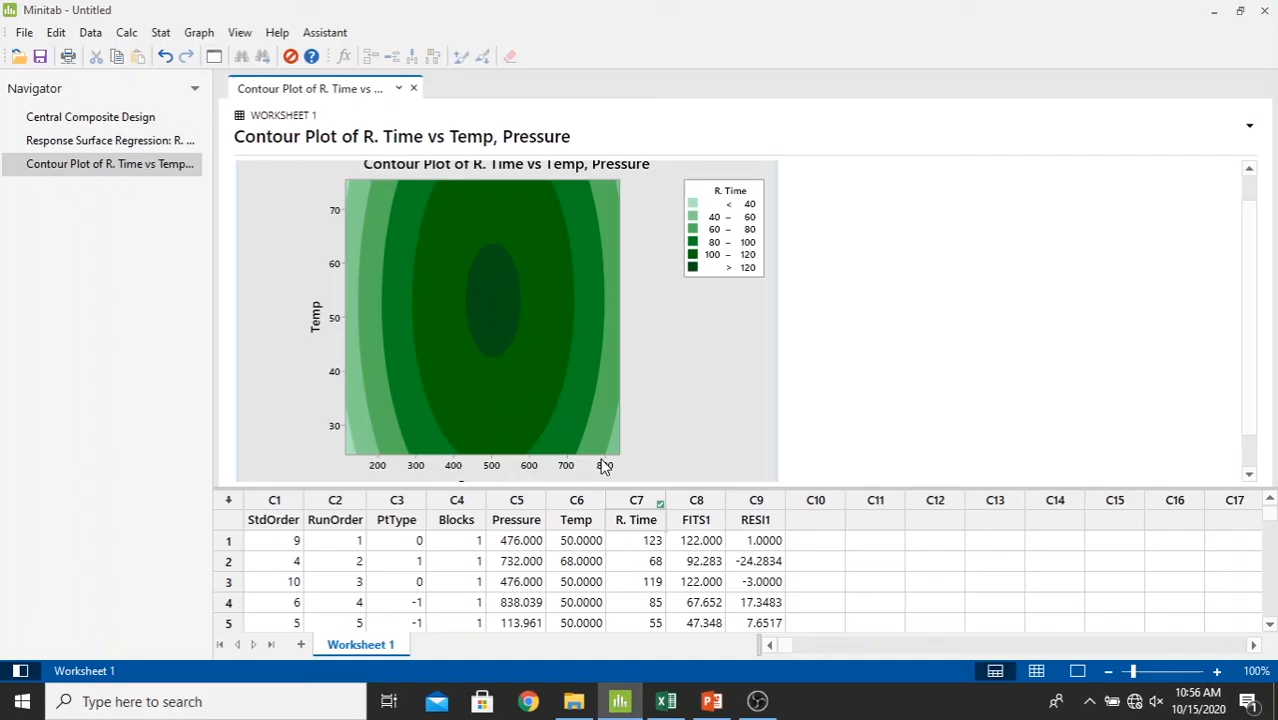 Minitab - Untitled
File Edit Data Calc Stat Graph View Help Assistant
Navigator
Central Composite Design
Response Surface Regression: R. ...
Contour Plot of R. Time vs Temp...
Contour Plot of R. Time vs ...
WORKSHEET 1
Contour Plot of R. Time vs Temp, Pressure
Contour Plot of R. Time vs Temp, Pressure
R. Time
< 40
40 – 60
60 – 80
80 – 100
100 – 120
> 120
Temp
70
60
50
40
30
200 300 400 500 600 700 800
C1 C2 C3 C4 C5 C6 C7 C8 C9 C10 C11 C12 C13 C14 C15 C16 C17
StdOrder RunOrder PtType Blocks Pressure Temp R. Time FITS1 RESI1
1 9 1 0 1 476.000 50.0000 123 122.000 1.0000
2 4 2 1 1 732.000 68.0000 68 92.283 -24.2834
3 10 3 0 1 476.000 50.0000 119 122.000 -3.0000
4 6 4 -1 1 838.039 50.0000 85 67.652 17.3483
5 5 5 -1 1 113.961 50.0000 55 47.348 7.6517
Worksheet 1
Worksheet 1
100%
Type here to search
10:56 AM
10/15/2020